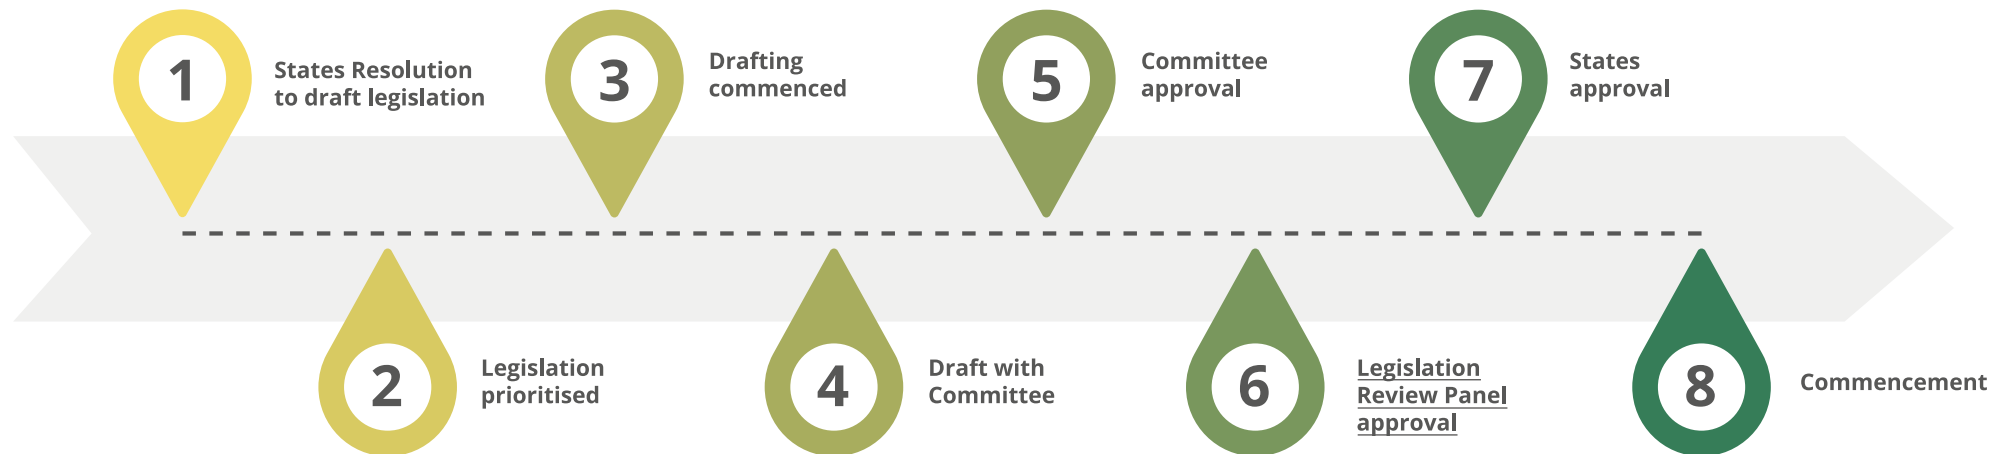 1
States Resolution
to draft legislation
2
Legislation
prioritised
3
Drafting
commenced
4
Draft with
Committee
5
Committee
approval
6
Legislation
Review Panel
approval
7
States
approval
8
Commencement